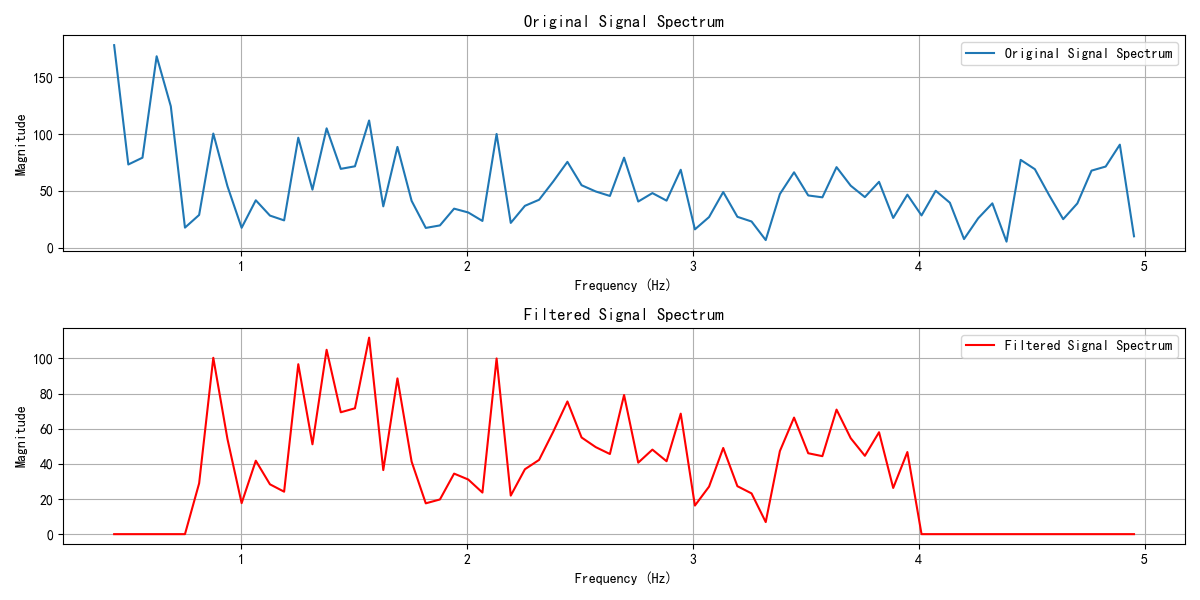 Original Signal Spectrum
Original Signal Spectrum
Magnitude
150
100
50
0
1 2 3 4 5
Frequency (Hz)
Filtered Signal Spectrum
Filtered Signal Spectrum
Magnitude
100
80
60
40
20
0
1 2 3 4 5
Frequency (Hz)